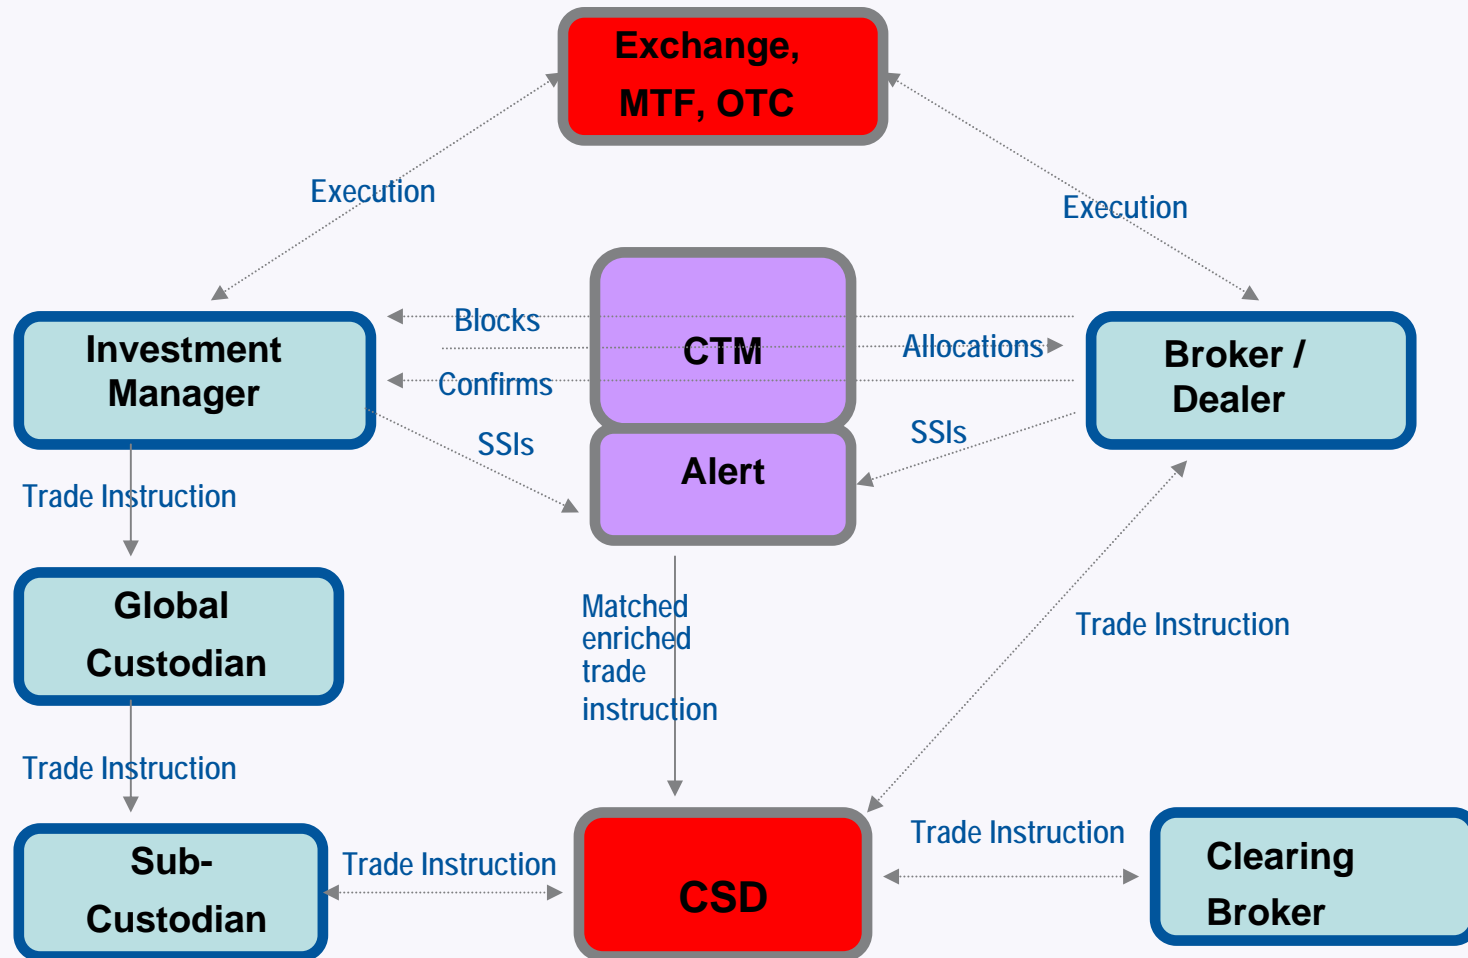 Exchange,
MTF, OTC
Execution
Execution
Blocks
Investment
Manager
CTM
Allocations
Broker /
Dealer
Confirms
SSIs
SSIs
Alert
Trade Instruction
Global
Custodian
Matched
enriched
trade
instruction
Trade Instruction
Trade Instruction
Sub-
Custodian
Trade Instruction
CSD
Trade Instruction
Clearing
Broker